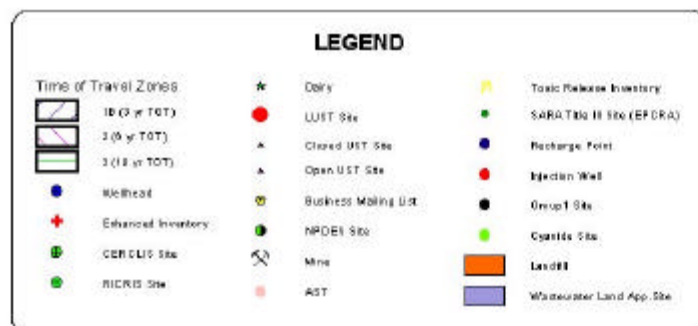 LEGEND
Time of Travel Zones
1B (3 yr TOT)
2 (6 yr TOT)
3 (10 yr TOT)
Wellhead
Enhanced Inventory
CERCLIS Site
RICRIS Site
Dairy
LUST Site
Closed UST Site
Open UST Site
Business Mailing List
NPDES Site
Mine
AST
Toxic Release Inventory
SARA Title III Site (EPCRA)
Recharge Point
Injection Well
Group1 Site
Cyanide Site
Landfill
Wastewater Land App. Site